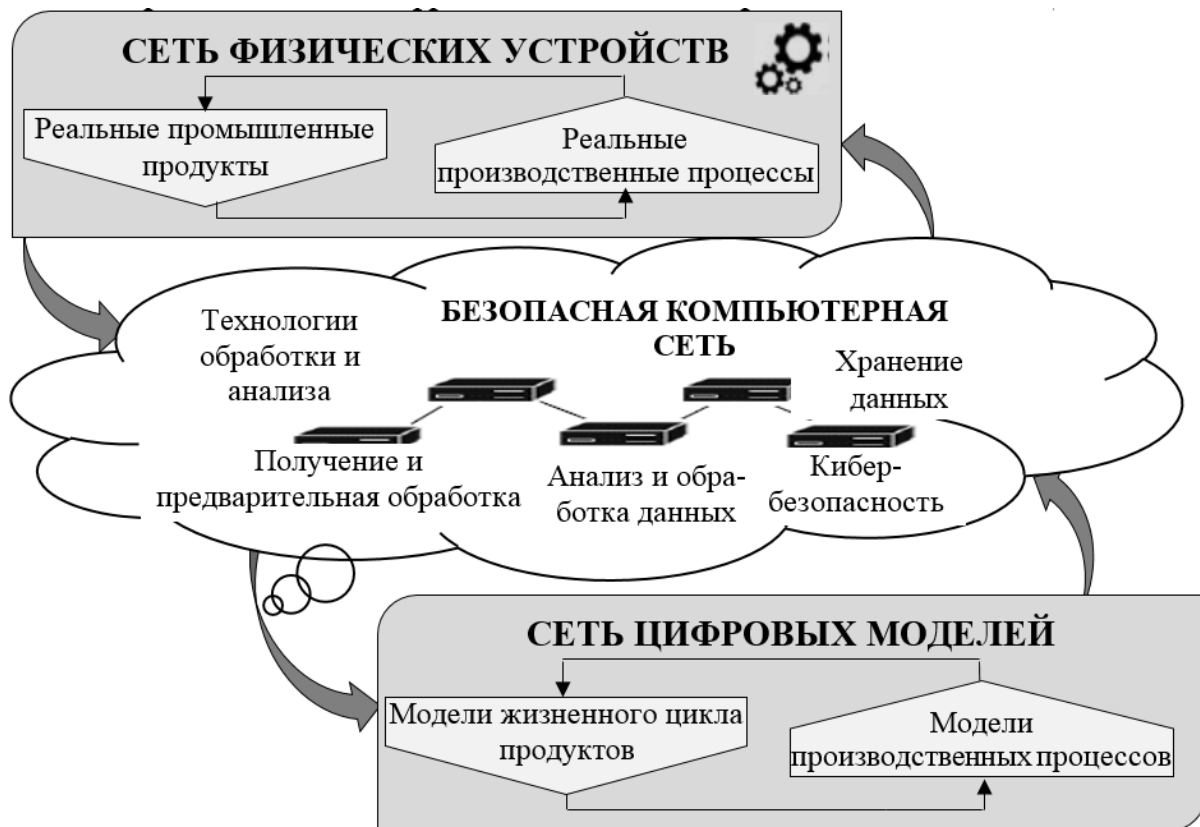 СЕТЬ ФИЗИЧЕСКИХ УСТРОЙСТВ
Реальные промышленные
продукты
Реальные
производственные процессы
БЕЗОПАСНАЯ КОМПЬЮТЕРНАЯ
СЕТЬ
Технологии
обработки и
анализа
Хранение
данных
Получение и
предварительная обработка
Анализ и обра-
ботка данных
Кибер-
безопасность
СЕТЬ ЦИФРОВЫХ МОДЕЛЕЙ
Модели жизненного цикла
продуктов
Модели
производственных процессов